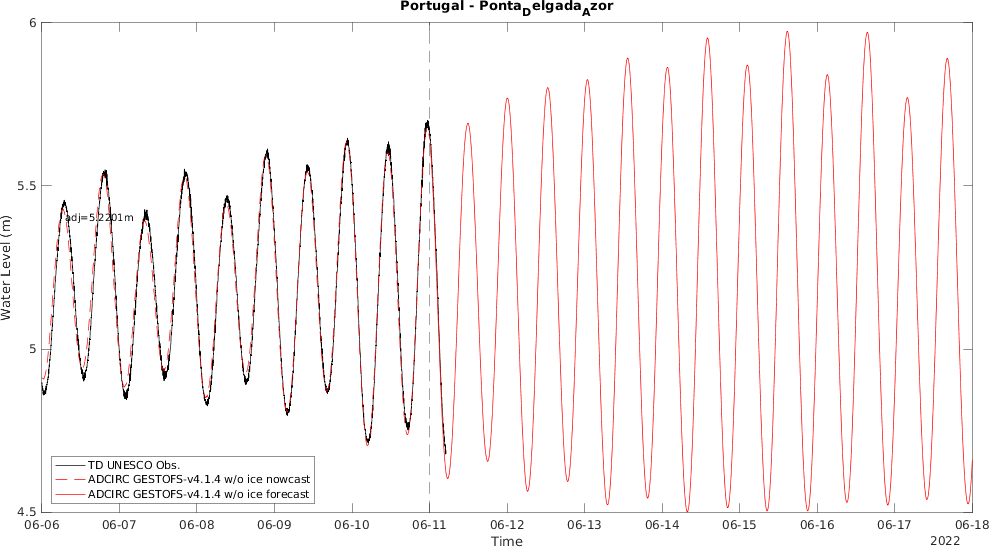 Portugal - PontaDelgadaAzor
6
5.5
5
4.5
Water Level (m)
adj=5.2201m
TD UNESCO Obs.
ADCIRC GESTOFS-v4.1.4 w/o ice nowcast
ADCIRC GESTOFS-v4.1.4 w/o ice forecast
06-06 06-07 06-08 06-09 06-10 06-11 06-12 06-13 06-14 06-15 06-16 06-17 06-18
Time
2022